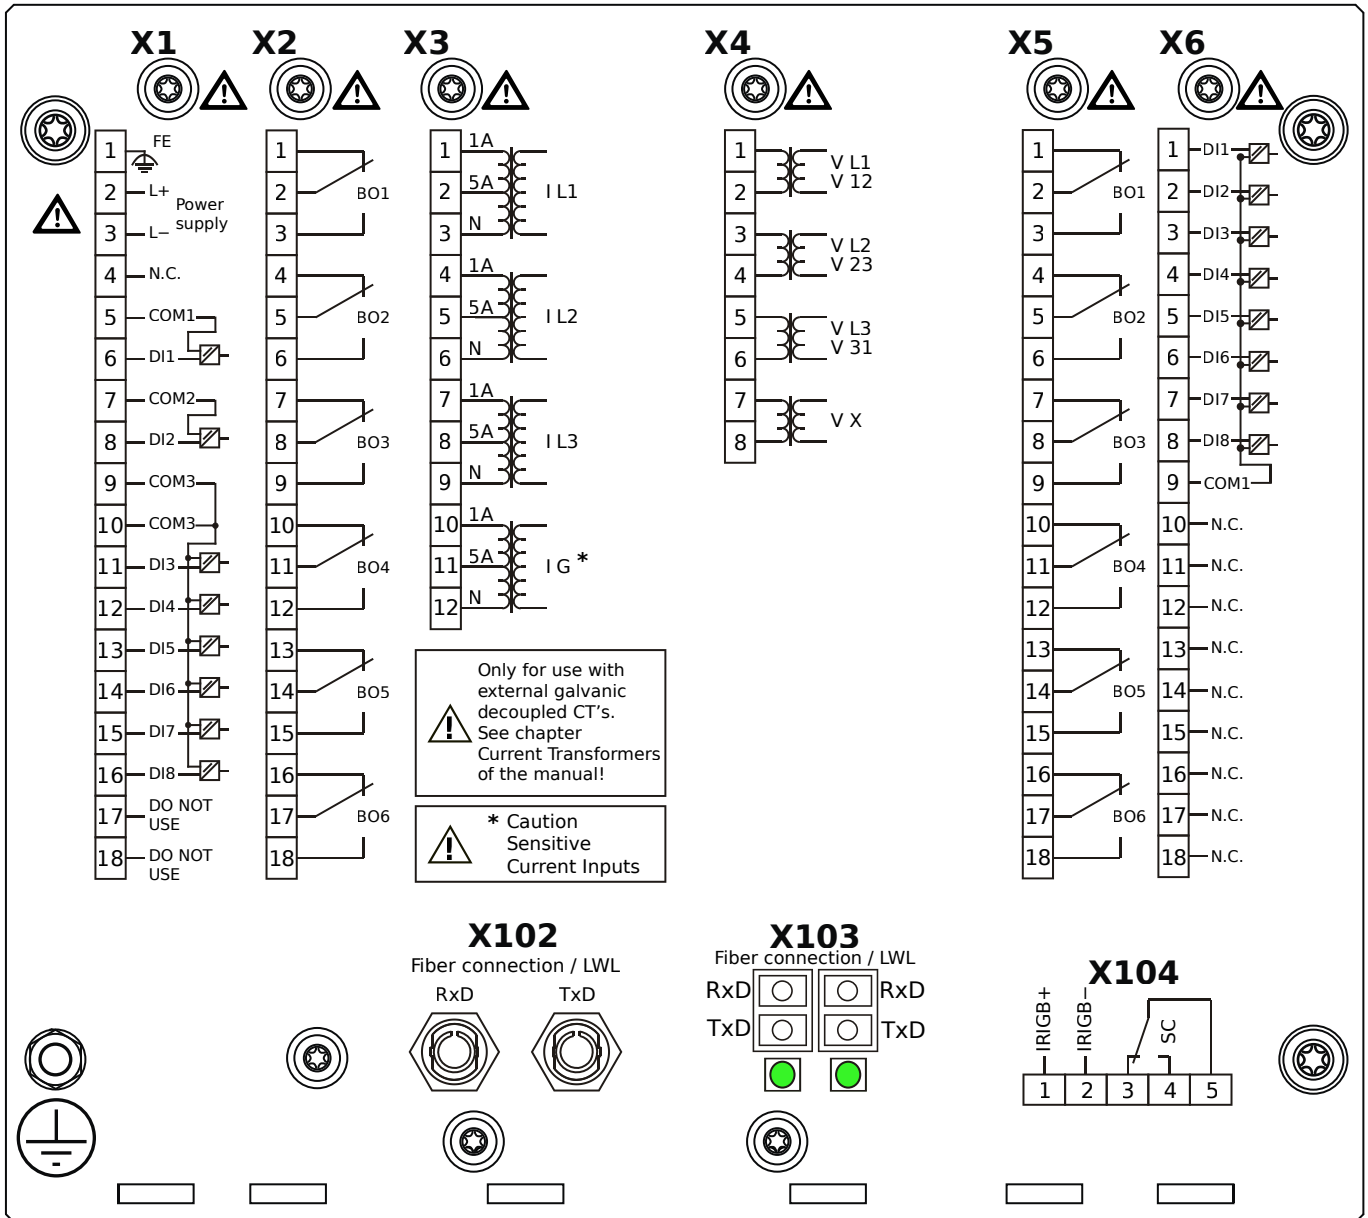 X1
X2
X3
X4
X5
X6
1 FE
2 L+
Power
supply
3 L−
4 N.C.
5 COM1
6 DI1
7 COM2
8 DI2
9 COM3
10 COM3
11 DI3
12 DI4
13 DI5
14 DI6
15 DI7
16 DI8
17 DO NOT
USE
18 DO NOT
USE
1
2 BO1
3
4
5 BO2
6
7
8 BO3
9
10
11 BO4
12
13
14 BO5
15
16
17 BO6
18
1 1A
2 5A I L1
3 N
4 1A
5 5A I L2
6 N
7 1A
8 5A I L3
9 N
10 1A
11 5A I G *
12 N
Only for use with
external galvanic
decoupled CT's.
See chapter
Current Transformers
of the manual!
* Caution
Sensitive
Current Inputs
1 V L1
2 V 12
3 V L2
4 V 23
5 V L3
6 V 31
7 V X
8
1
2 BO1
3
4
5 BO2
6
7
8 BO3
9
10
11 BO4
12
13
14 BO5
15
16
17 BO6
18
1 DI1
2 DI2
3 DI3
4 DI4
5 DI5
6 DI6
7 DI7
8 DI8
9 COM1
10 N.C.
11 N.C.
12 N.C.
13 N.C.
14 N.C.
15 N.C.
16 N.C.
17 N.C.
18 N.C.
X102
Fiber connection / LWL
RxD TxD
X103
Fiber connection / LWL
RxD RxD
TxD TxD
X104
IRIGB+
IRIGB−
SC
1 2 3 4 5